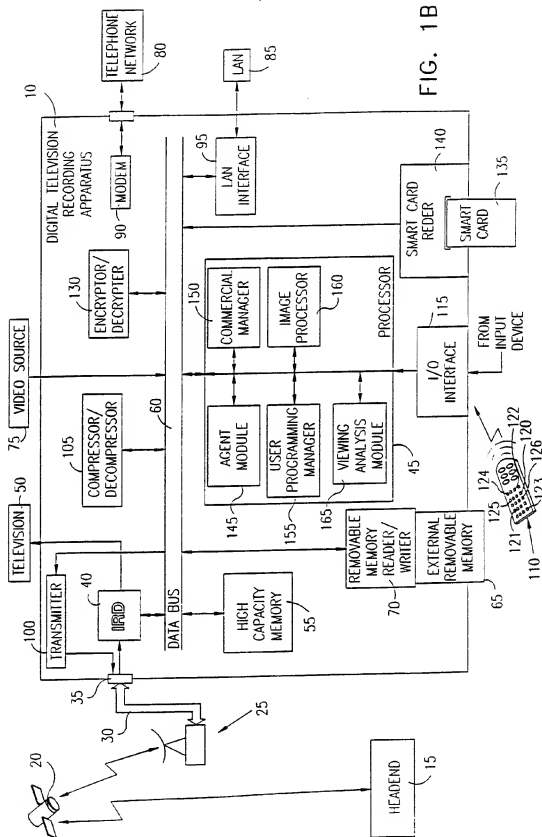 FIG. 1B
DIGITAL TELEVISION
RECORDING
APPARATUS
10
TELEPHONE
NETWORK
80
MODEM
90
LAN
85
LAN
INTERFACE
95
VIDEO SOURCE
75
ENCRYPTOR/
DECRYPTER
130
COMPRESSOR/
DECOMPRESSOR
105
TELEVISION
50
TRANSMITTER
100
IRD
40
35
30
25
20
HEADEND
15
DATA BUS
60
HIGH
CAPACITY
MEMORY
55
COMMERCIAL
MANAGER
150
IMAGE
PROCESSOR
160
PROCESSOR
AGENT
MODULE
145
USER
PROGRAMMING
MANAGER
155
VIEWING
ANALYSIS
MODULE
165
45
REMOVABLE
MEMORY
READER/
WRITER
70
EXTERNAL
REMOVABLE
MEMORY
65
I/O
INTERFACE
115
FROM
INPUT
DEVICE
SMART CARD
REDER
140
SMART
CARD
135
110
121
125
124
122
120
126
123